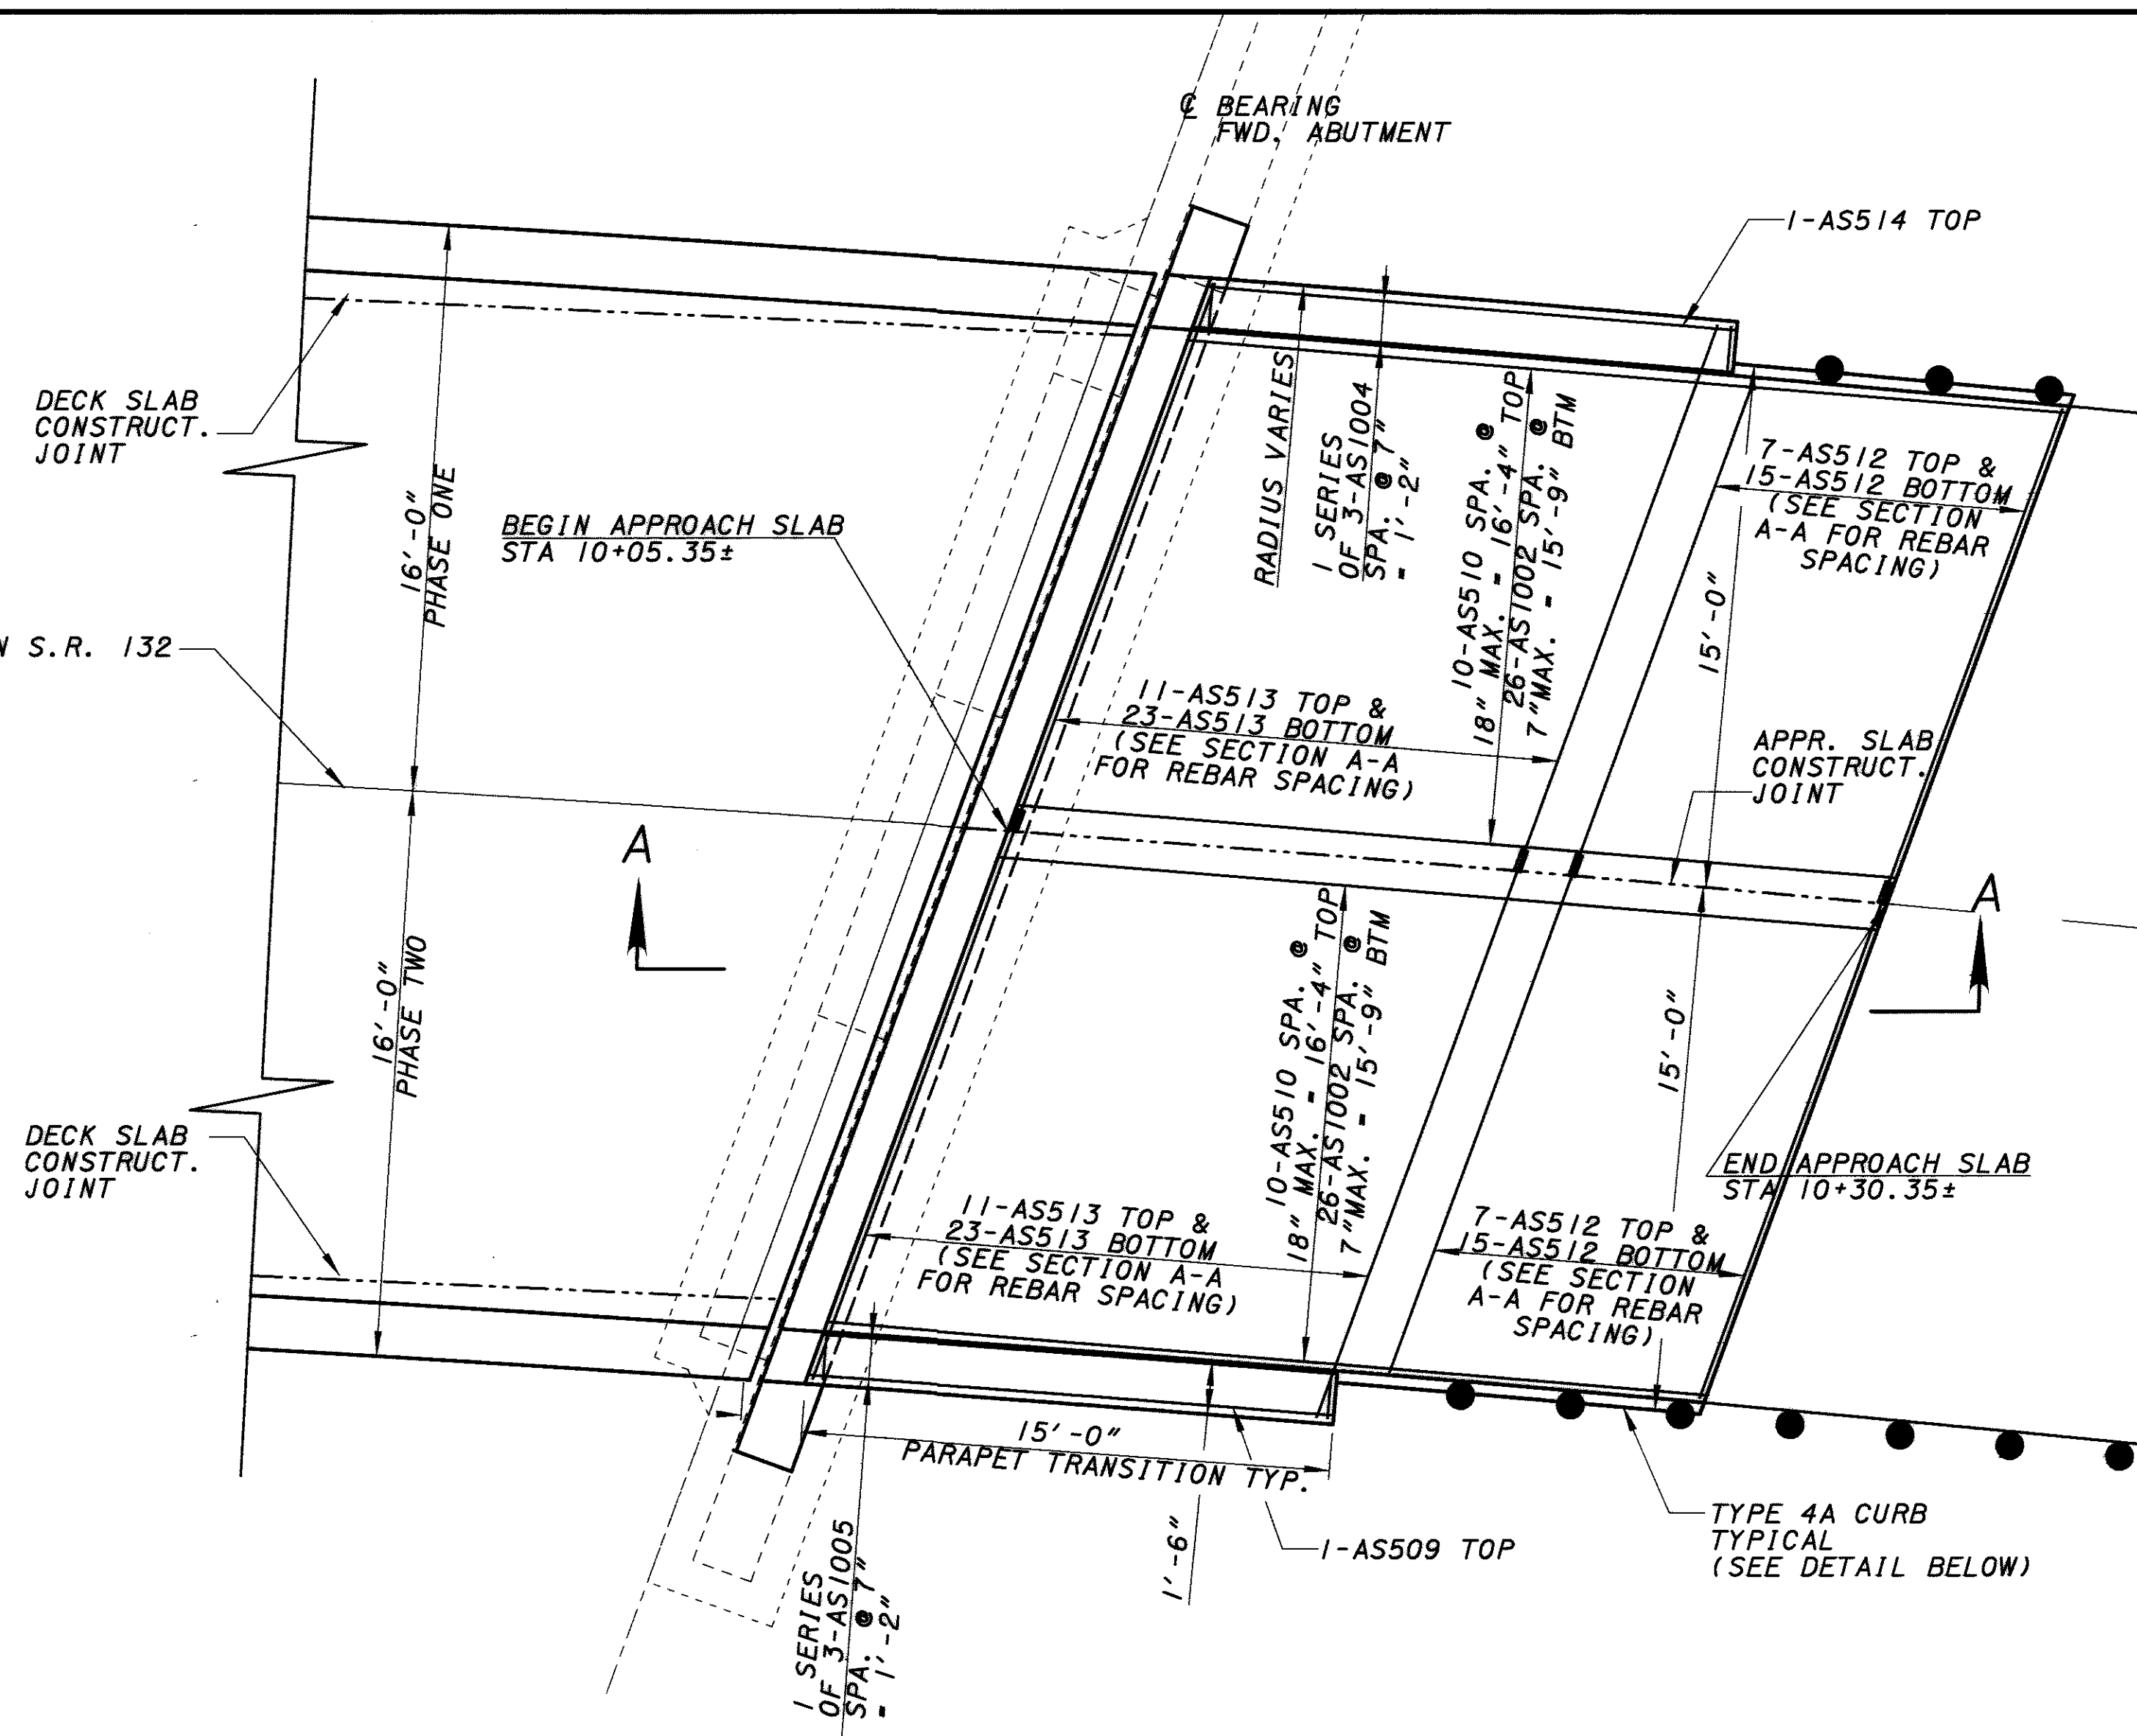 ℄ BEARING
FWD. ABUTMENT
1-AS514 TOP
DECK SLAB
CONSTRUCT.
JOINT
16'-0"
PHASE ONE
BEGIN APPROACH SLAB
STA 10+05.35±
RADIUS VARIES
1 SERIES
OF 3-AS1004
SPA. @ 7"
= 1'-2"
10-AS510 SPA. @
18" MAX. = 16'-4" TOP
26-AS1002 SPA. @
7"MAX. = 15'-9" BTM
7-AS512 TOP &
15-AS512 BOTTOM
(SEE SECTION
A-A FOR REBAR
SPACING)
15'-0"
N S.R. 132
11-AS513 TOP &
23-AS513 BOTTOM
(SEE SECTION A-A
FOR REBAR SPACING)
APPR. SLAB
CONSTRUCT.
JOINT
A
A
16'-0"
PHASE TWO
10-AS510 SPA. @
18" MAX. = 16'-4" TOP
26-AS1002 SPA. @
7"MAX. = 15'-9" BTM
15'-0"
DECK SLAB
CONSTRUCT.
JOINT
END APPROACH SLAB
STA 10+30.35±
11-AS513 TOP &
23-AS513 BOTTOM
(SEE SECTION A-A
FOR REBAR SPACING)
7-AS512 TOP &
15-AS512 BOTTOM
(SEE SECTION
A-A FOR REBAR
SPACING)
15'-0"
PARAPET TRANSITION TYP.
1 SERIES
OF 3-AS1005
SPA. @ 7"
= 1'-2"
1'-6"
1-AS509 TOP
TYPE 4A CURB
TYPICAL
(SEE DETAIL BELOW)